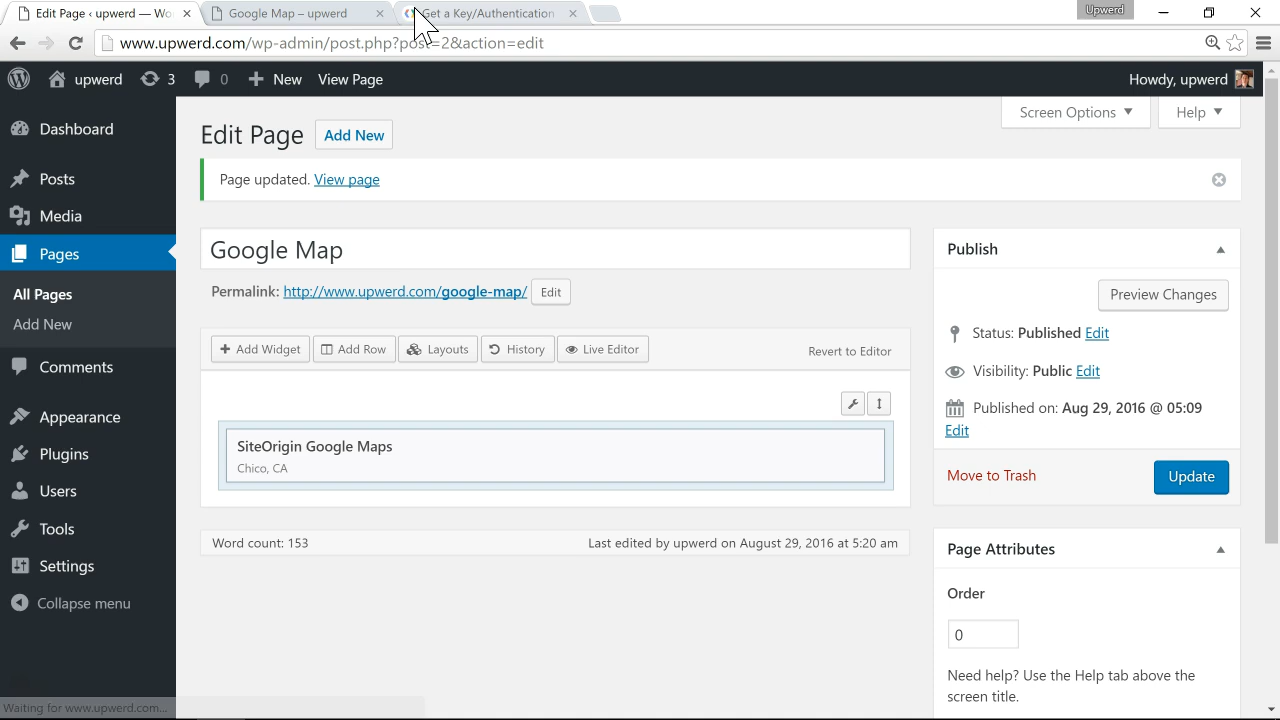 Edit Page ‹ upwerd — Wo
Google Map – upwerd
Get a Key/Authentication
Upwerd
www.upwerd.com/wp-admin/post.php?post=2&action=edit
upwerd
3
0
New
View Page
Howdy, upwerd
Dashboard
Posts
Media
Pages
All Pages
Add New
Comments
Appearance
Plugins
Users
Tools
Settings
Collapse menu
Screen Options
Help
Edit Page
Add New
Page updated. View page
Google Map
Permalink: http://www.upwerd.com/google-map/ Edit
Add Widget
Add Row
Layouts
History
Live Editor
Revert to Editor
SiteOrigin Google Maps
Chico, CA
Word count: 153
Last edited by upwerd on August 29, 2016 at 5:20 am
Publish
Preview Changes
Status: Published Edit
Visibility: Public Edit
Published on: Aug 29, 2016 @ 05:09
Edit
Move to Trash
Update
Page Attributes
Order
0
Need help? Use the Help tab above the
screen title.
Waiting for www.upwerd.com...